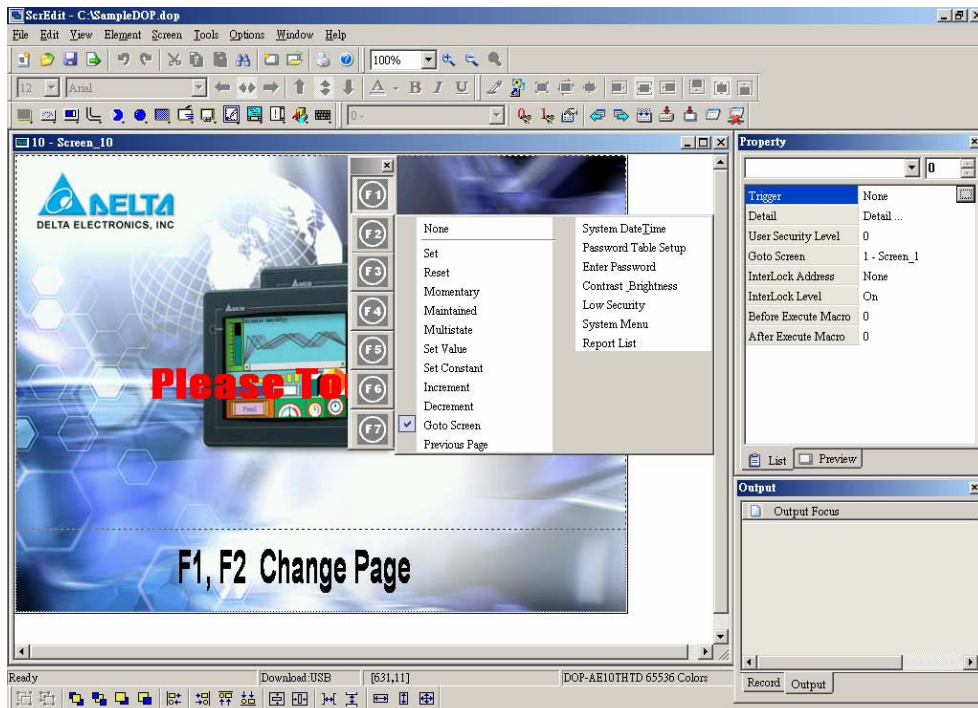 ScrEdit - C:\SampleDOP.dop
File Edit View Element Screen Tools Options Window Help
100%
12 Arial A - B I U
0 -
10 - Screen_10
DELTA
DELTA ELECTRONICS, INC
Please To
F1, F2 Change Page
F1
F2
F3
F4
F5
F6
F7
None
Set
Reset
Momentary
Maintained
Multistate
Set Value
Set Constant
Increment
Decrement
Goto Screen
Previous Page
System DateTime
Password Table Setup
Enter Password
Contrast_Brightness
Low Security
System Menu
Report List
Property
0
Trigger None
Detail Detail ...
User Security Level 0
Goto Screen 1 - Screen_1
InterLock Address None
InterLock Level On
Before Execute Macro 0
After Execute Macro 0
List Preview
Output
Output Focus
Record Output
Ready Download:USB [631,11] DOP-AE10THTD 65536 Colors